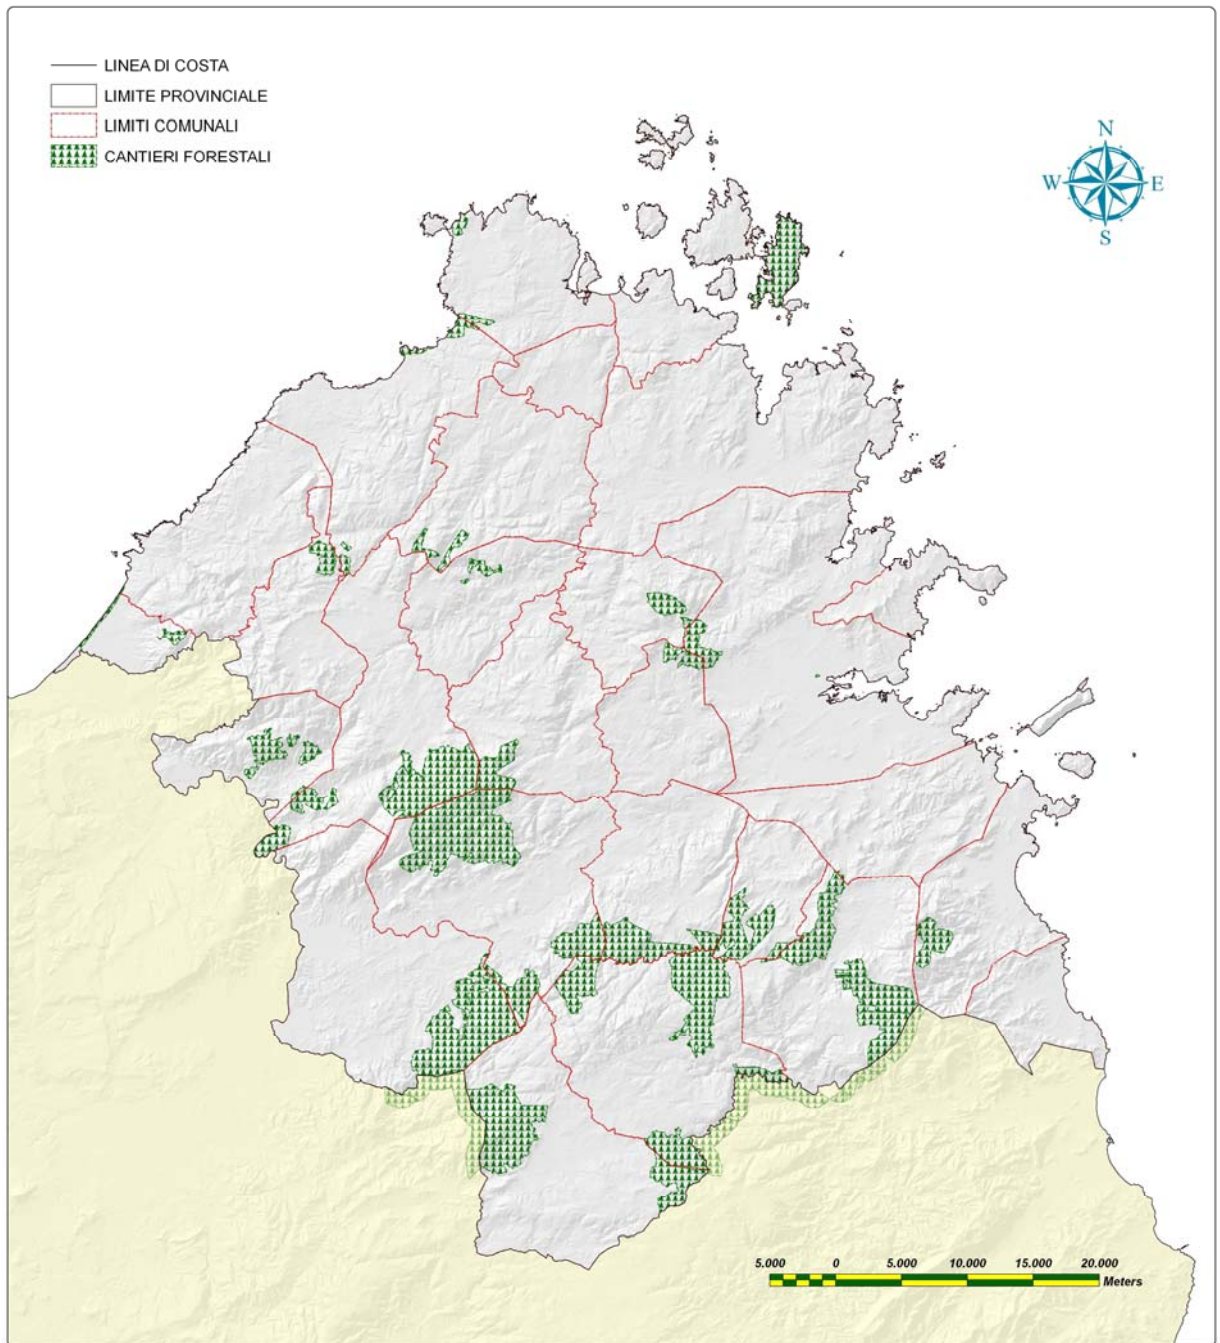 LINEA DI COSTA
LIMITE PROVINCIALE
LIMITI COMUNALI
CANTIERI FORESTALI
N
W E
S
5.000 0 5.000 10.000 15.000 20.000
Meters